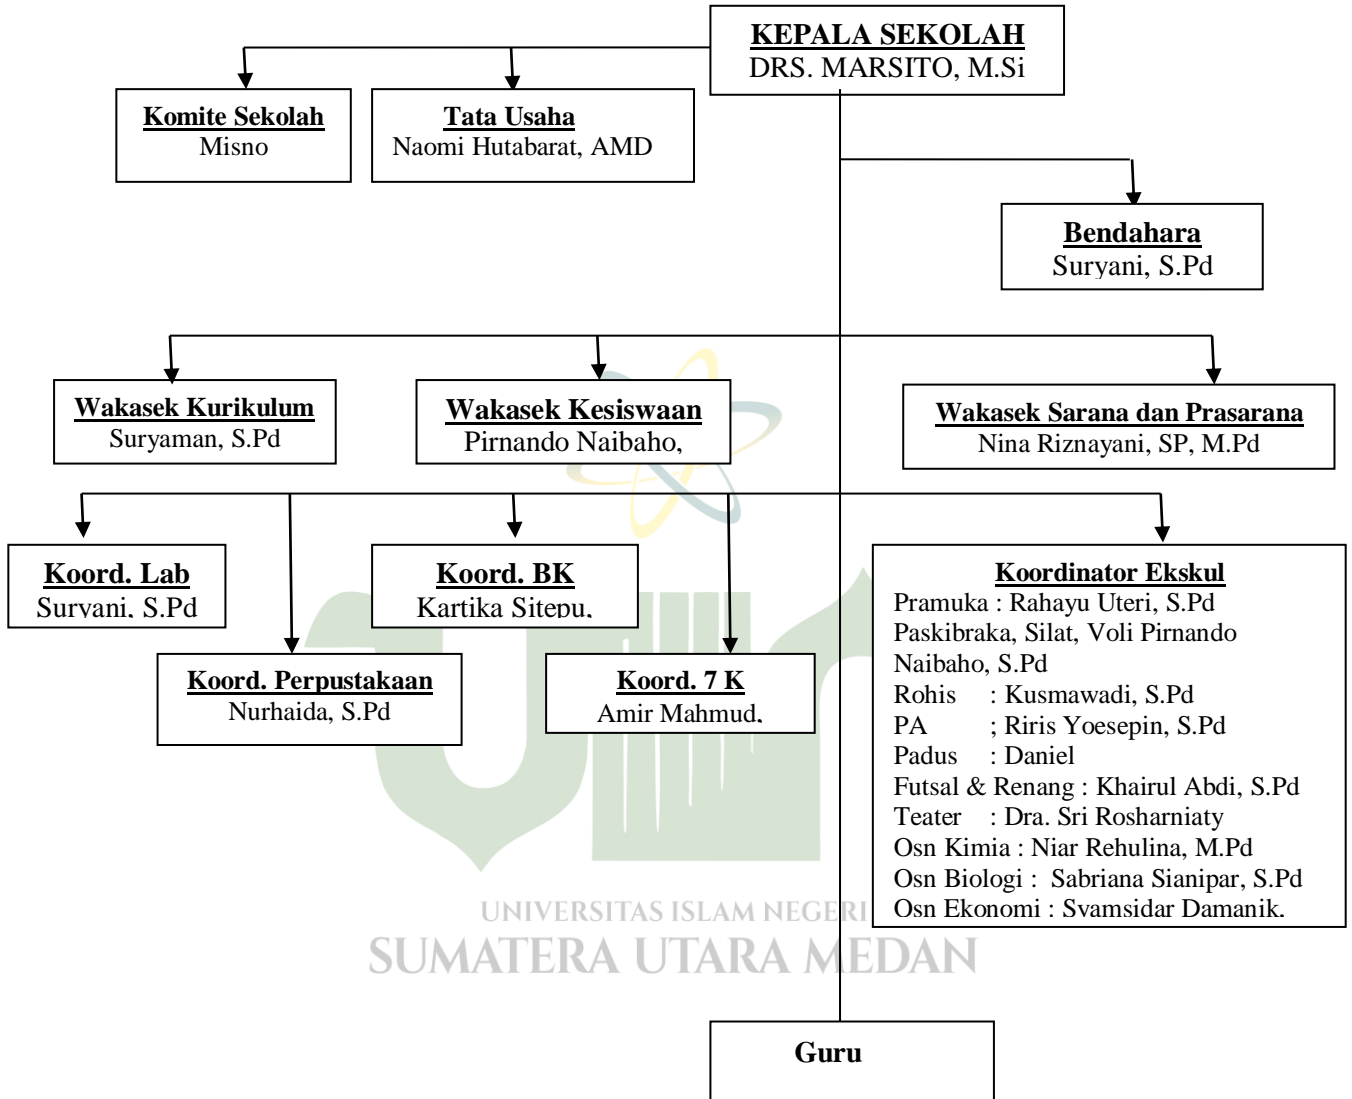 KEPALA SEKOLAH
DRS. MARSITO, M.Si
Komite Sekolah
Misno
Tata Usaha
Naomi Hutabarat, AMD
Bendahara
Suryani, S.Pd
Wakasek Kurikulum
Suryaman, S.Pd
Wakasek Kesiswaan
Pirnando Naibaho,
Wakasek Sarana dan Prasarana
Nina Riznayani, SP, M.Pd
Koord. Lab
Suryani, S.Pd
Koord. BK
Kartika Sitepu,
Koord. Perpustakaan
Nurhaida, S.Pd
Koord. 7 K
Amir Mahmud,
Koordinator Ekskul
Pramuka : Rahayu Uteri, S.Pd
Paskibraka, Silat, Voli Pirnando
Naibaho, S.Pd
Rohis : Kusmawadi, S.Pd
PA ; Riris Yoesepin, S.Pd
Padus : Daniel
Futsal & Renang : Khairul Abdi, S.Pd
Teater : Dra. Sri Rosharniaty
Osn Kimia : Niar Rehulina, M.Pd
Osn Biologi : Sabriana Sianipar, S.Pd
Osn Ekonomi : Syamsidar Damanik,
UNIVERSITAS ISLAM NEGERI
SUMATERA UTARA MEDAN
Guru